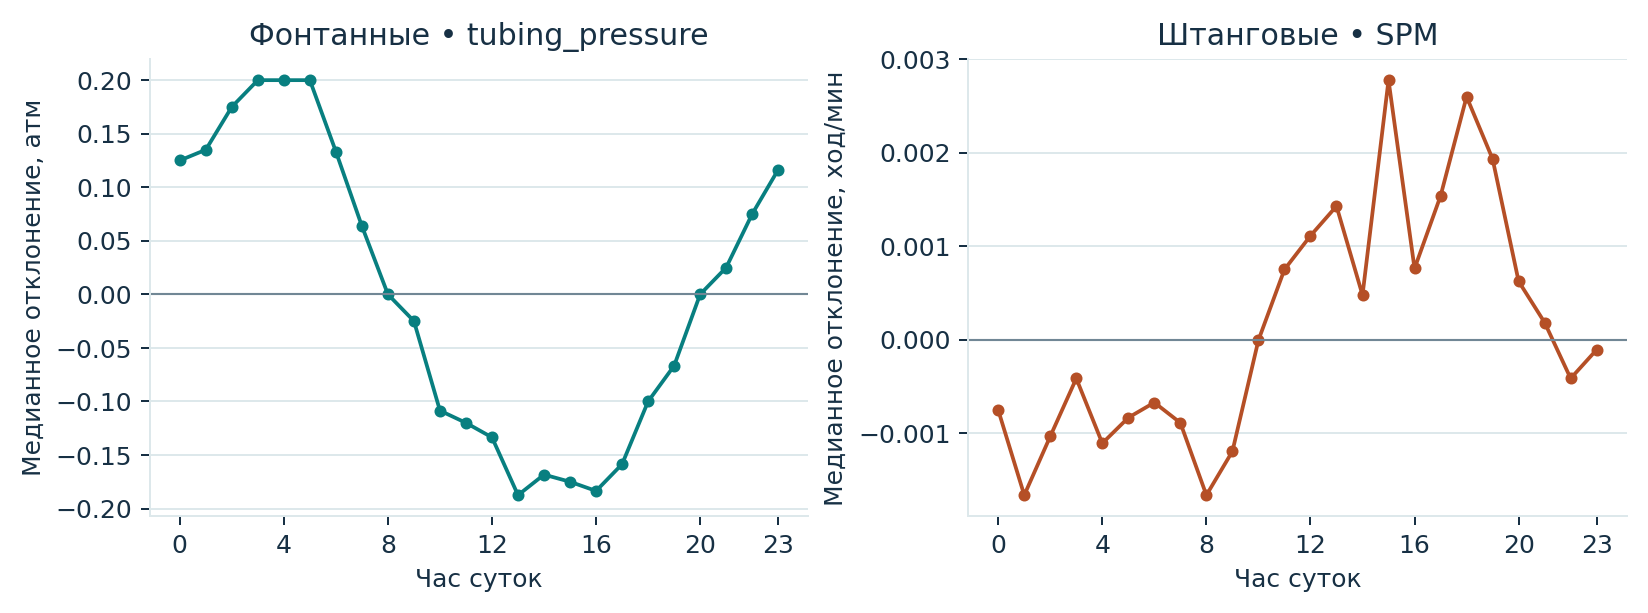 Фонтанные • tubing_pressure
Медианное отклонение, атм
0.20
0.15
0.10
0.05
0.00
−0.05
−0.10
−0.15
−0.20
0 4 8 12 16 20 23
Час суток
Штанговые • SPM
Медианное отклонение, ход/мин
0.003
0.002
0.001
0.000
−0.001
0 4 8 12 16 20 23
Час суток